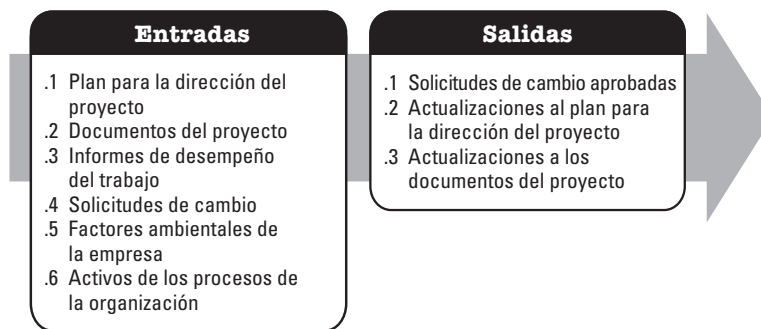 Entradas
.1 Plan para la dirección del
proyecto
.2 Documentos del proyecto
.3 Informes de desempeño
del trabajo
.4 Solicitudes de cambio
.5 Factores ambientales de
la empresa
.6 Activos de los procesos de
la organización
Salidas
.1 Solicitudes de cambio aprobadas
.2 Actualizaciones al plan para
la dirección del proyecto
.3 Actualizaciones a los
documentos del proyecto